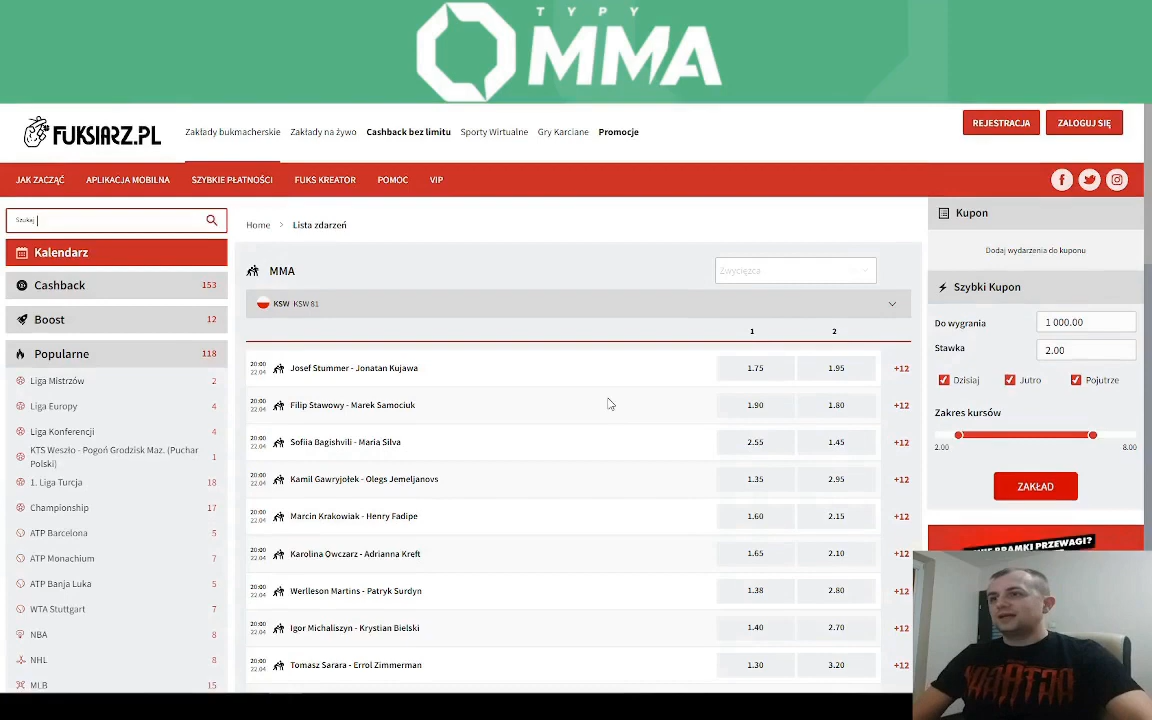 TYPY
MMA
FUKSIARZ.PL
Zakłady bukmacherskie Zakłady na żywo Cashback bez limitu Sporty Wirtualne Gry Karciane Promocje
REJESTRACJA ZALOGUJ SIĘ
JAK ZACZĄĆ APLIKACJA MOBILNA SZYBKIE PŁATNOŚCI FUKS KREATOR POMOC VIP
Szukaj
Kalendarz
Cashback 153
Boost 12
Popularne 118
Liga Mistrzów 2
Liga Europy 4
Liga Konferencji 4
KTS Weszło - Pogoń Grodzisk Maz. (Puchar
Polski) 1
1. Liga Turcja 18
Championship 17
ATP Barcelona 5
ATP Monachium 7
ATP Banja Luka 5
WTA Stuttgart 7
NBA 8
NHL 8
MLB 15
Home > Lista zdarzeń
MMA
Zwycięzca
KSW KSW 81
1 2
20:00 22.04 Josef Stummer - Jonatan Kujawa 1.75 1.95 +12
20:00 22.04 Filip Stawowy - Marek Samociuk 1.90 1.80 +12
20:00 22.04 Sofiia Bagishvili - Maria Silva 2.55 1.45 +12
20:00 22.04 Kamil Gawryjołek - Olegs Jemeljanovs 1.35 2.95 +12
20:00 22.04 Marcin Krakowiak - Henry Fadipe 1.60 2.15 +12
20:00 22.04 Karolina Owczarz - Adrianna Kreft 1.65 2.10 +12
20:00 22.04 Werlleson Martins - Patryk Surdyn 1.38 2.80 +12
20:00 22.04 Igor Michaliszyn - Krystian Bielski 1.40 2.70 +12
20:00 22.04 Tomasz Sarara - Errol Zimmerman 1.30 3.20 +12
Kupon
Dodaj wydarzenia do kuponu
Szybki Kupon
Do wygrania 1 000.00
Stawka 2.00
Dzisiaj Jutro Pojutrze
Zakres kursów
2.00 8.00
ZAKŁAD
BRAMKI PRZEWAGI?